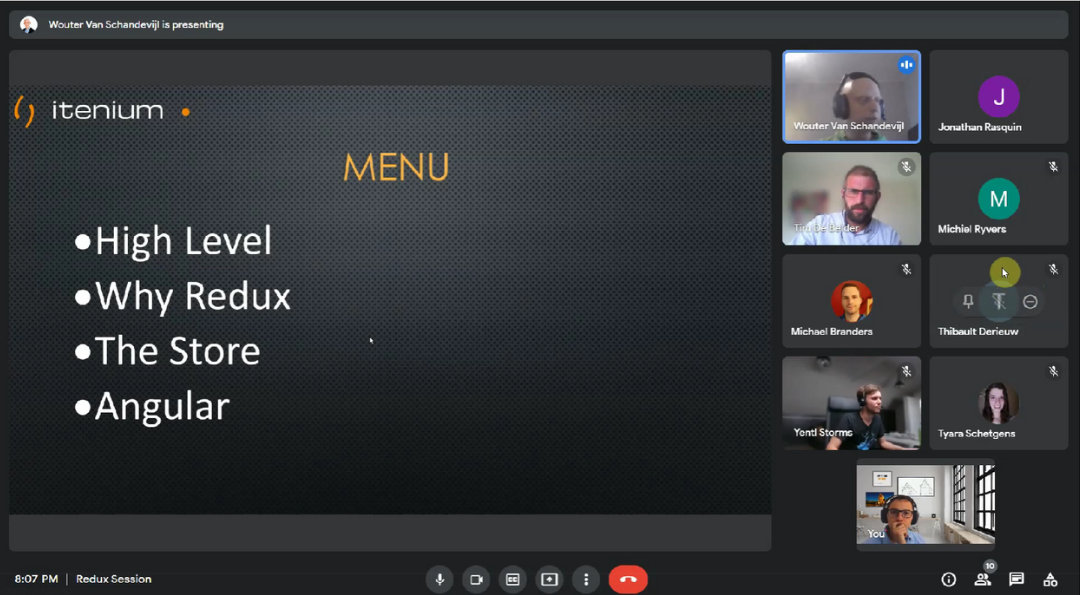 Wouter Van Schandevijl is presenting
itenium
MENU
•High Level
•Why Redux
•The Store
•Angular
Wouter Van Schandevijl
J
Jonathan Rasquin
Tim De Belder
M
Michiel Ryvers
Michael Branders
T
Thibault Derieuw
Yentl Storms
Tyara Schetgens
You
8:07 PM | Redux Session
CC
10